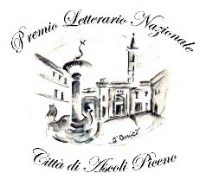 Premio Letterario Nazionale
Città di Ascoli Piceno